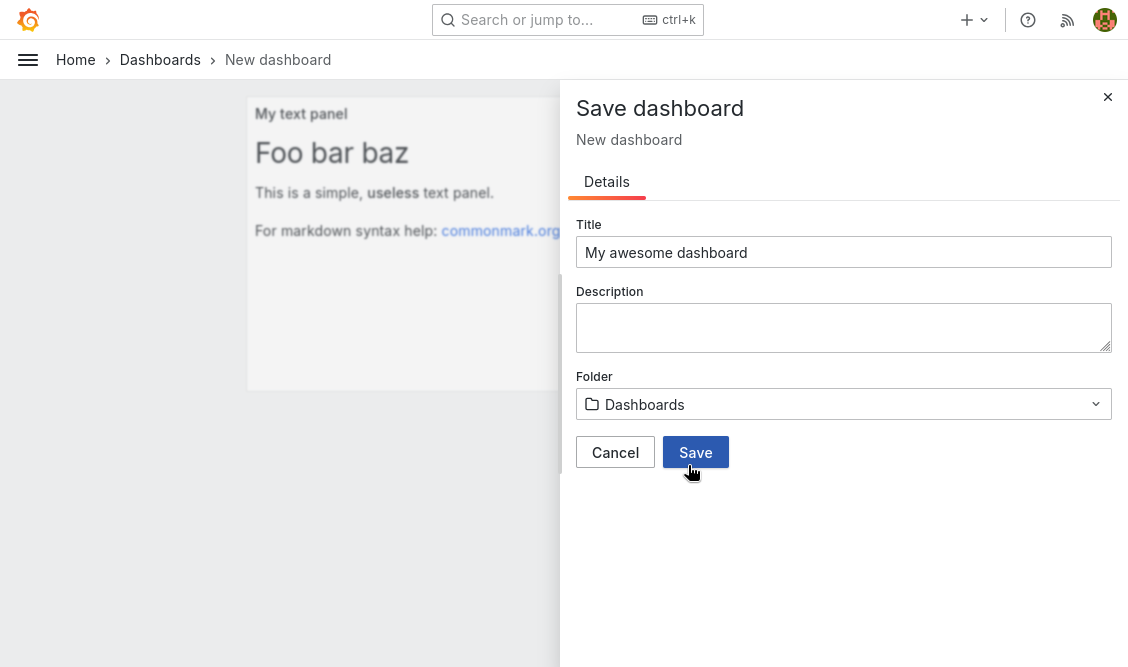 Search or jump to... ctrl+k
Home › Dashboards › New dashboard
My text panel
Foo bar baz
This is a simple, useless text panel.
For markdown syntax help: commonmark.org
Save dashboard
New dashboard
Details
Title
My awesome dashboard
Description
Folder
Dashboards
Cancel Save